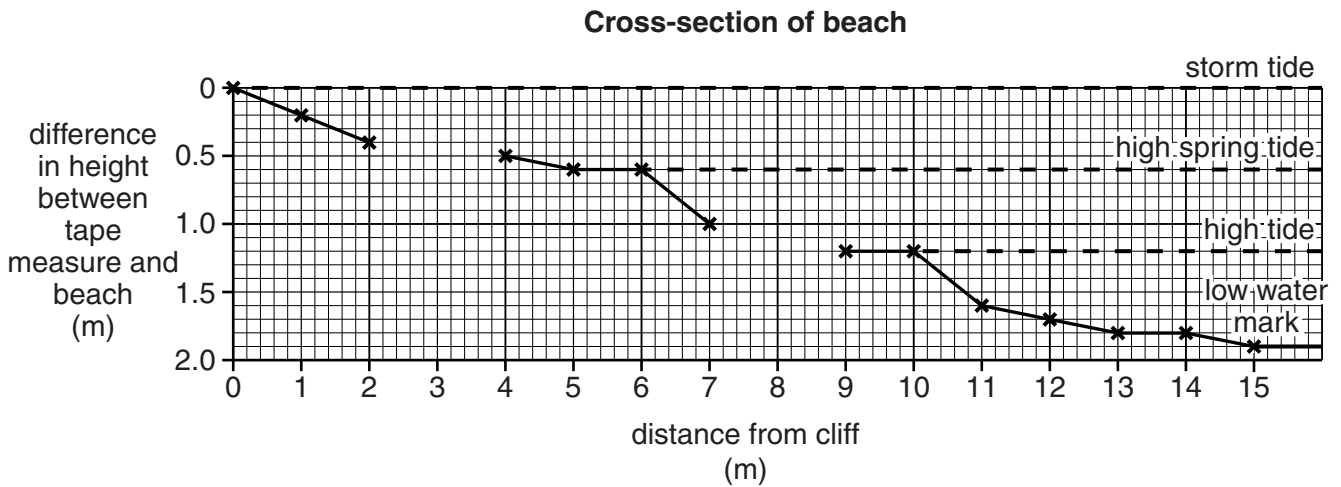 Cross-section of beach
storm tide
0
difference
in height
between
tape
measure and
beach
(m)
0.5
high spring tide
1.0
high tide
1.5
low water
mark
2.0
0 1 2 3 4 5 6 7 8 9 10 11 12 13 14 15
distance from cliff
(m)